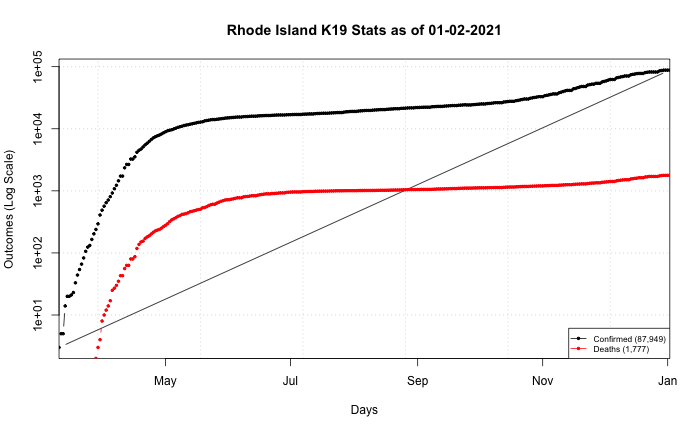 Rhode Island K19 Stats as of 01-02-2021
Outcomes (Log Scale)
1e+05
1e+04
1e+03
1e+02
1e+01
Confirmed (87,949)
Deaths (1,777)
May
Jul
Sep
Nov
Jan
Days